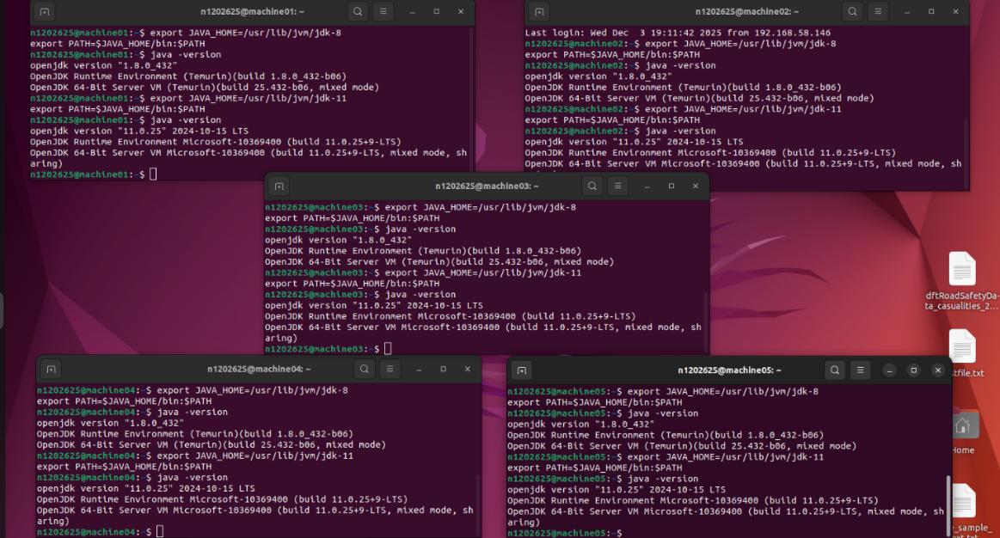 n1202625@machine01: ~
n1202625@machine01:~$ export JAVA_HOME=/usr/lib/jvm/jdk-8
export PATH=$JAVA_HOME/bin:$PATH
n1202625@machine01:~$ java -version
openjdk version "1.8.0_432"
OpenJDK Runtime Environment (Temurin)(build 1.8.0_432-b06)
OpenJDK 64-Bit Server VM (Temurin)(build 25.432-b06, mixed mode)
n1202625@machine01:~$ export JAVA_HOME=/usr/lib/jvm/jdk-11
export PATH=$JAVA_HOME/bin:$PATH
n1202625@machine01:~$ java -version
openjdk version "11.0.25" 2024-10-15 LTS
OpenJDK Runtime Environment Microsoft-10369400 (build 11.0.25+9-LTS)
OpenJDK 64-Bit Server VM Microsoft-10369400 (build 11.0.25+9-LTS, mixed mode, sh
aring)
n1202625@machine01:~$
n1202625@machine02: ~
Last login: Wed Dec  3 19:11:42 2025 from 192.168.58.146
n1202625@machine02:~$ export JAVA_HOME=/usr/lib/jvm/jdk-8
export PATH=$JAVA_HOME/bin:$PATH
n1202625@machine02:~$ java -version
openjdk version "1.8.0_432"
OpenJDK Runtime Environment (Temurin)(build 1.8.0_432-b06)
OpenJDK 64-Bit Server VM (Temurin)(build 25.432-b06, mixed mode)
n1202625@machine02:~$ export JAVA_HOME=/usr/lib/jvm/jdk-11
export PATH=$JAVA_HOME/bin:$PATH
n1202625@machine02:~$ java -version
openjdk version "11.0.25" 2024-10-15 LTS
OpenJDK Runtime Environment Microsoft-10369400 (build 11.0.25+9-LTS)
OpenJDK 64-Bit Server VM Microsoft-10369400 (build 11.0.25+9-LTS, mixed mode, sh
n1202625@machine03: ~
n1202625@machine03:~$ export JAVA_HOME=/usr/lib/jvm/jdk-8
export PATH=$JAVA_HOME/bin:$PATH
n1202625@machine03:~$ java -version
openjdk version "1.8.0_432"
OpenJDK Runtime Environment (Temurin)(build 1.8.0_432-b06)
OpenJDK 64-Bit Server VM (Temurin)(build 25.432-b06, mixed mode)
n1202625@machine03:~$ export JAVA_HOME=/usr/lib/jvm/jdk-11
export PATH=$JAVA_HOME/bin:$PATH
n1202625@machine03:~$ java -version
openjdk version "11.0.25" 2024-10-15 LTS
OpenJDK Runtime Environment Microsoft-10369400 (build 11.0.25+9-LTS)
OpenJDK 64-Bit Server VM Microsoft-10369400 (build 11.0.25+9-LTS, mixed mode, sh
aring)
n1202625@machine03:~$
n1202625@machine04: ~
n1202625@machine04:~$ export JAVA_HOME=/usr/lib/jvm/jdk-8
export PATH=$JAVA_HOME/bin:$PATH
n1202625@machine04:~$ java -version
openjdk version "1.8.0_432"
OpenJDK Runtime Environment (Temurin)(build 1.8.0_432-b06)
OpenJDK 64-Bit Server VM (Temurin)(build 25.432-b06, mixed mode)
n1202625@machine04:~$ export JAVA_HOME=/usr/lib/jvm/jdk-11
export PATH=$JAVA_HOME/bin:$PATH
n1202625@machine04:~$ java -version
openjdk version "11.0.25" 2024-10-15 LTS
OpenJDK Runtime Environment Microsoft-10369400 (build 11.0.25+9-LTS)
OpenJDK 64-Bit Server VM Microsoft-10369400 (build 11.0.25+9-LTS, mixed mode, sh
aring)
n1202625@machine04:~$
n1202625@machine05: ~
n1202625@machine05:~$ export JAVA_HOME=/usr/lib/jvm/jdk-8
export PATH=$JAVA_HOME/bin:$PATH
n1202625@machine05:~$ java -version
openjdk version "1.8.0_432"
OpenJDK Runtime Environment (Temurin)(build 1.8.0_432-b06)
OpenJDK 64-Bit Server VM (Temurin)(build 25.432-b06, mixed mode)
n1202625@machine05:~$ export JAVA_HOME=/usr/lib/jvm/jdk-11
export PATH=$JAVA_HOME/bin:$PATH
n1202625@machine05:~$ java -version
openjdk version "11.0.25" 2024-10-15 LTS
OpenJDK Runtime Environment Microsoft-10369400 (build 11.0.25+9-LTS)
OpenJDK 64-Bit Server VM Microsoft-10369400 (build 11.0.25+9-LTS, mixed mode, sh
aring)
n1202625@machine05:~$
dftRoadSafetyDa-
ta_casualities_2...
tfile.txt
Home